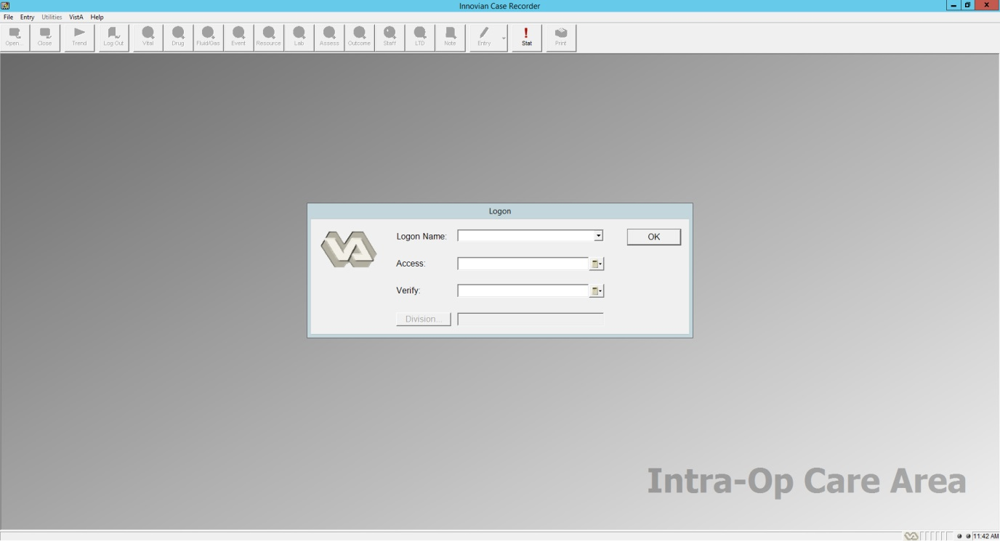 Innovian Case Recorder
File Entry Utilities VistA Help
Open... Close Trend Log Out Vital Drug Fluid/Gas Event Resource Lab Assess Outcome Staff LTD Note Entry Stat Print
Logon
Logon Name:
OK
Access:
Verify:
Division...
Intra-Op Care Area
11:42 AM